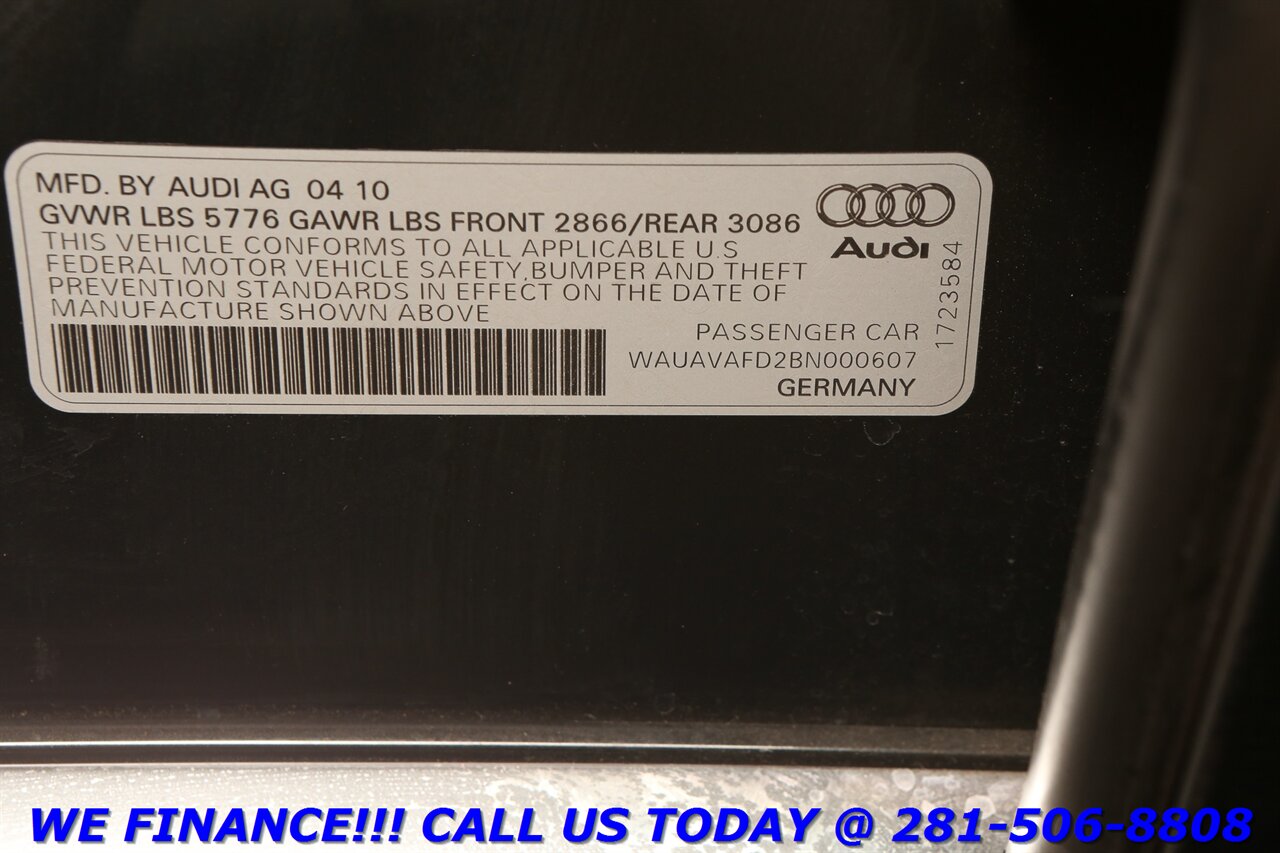 MFD. BY AUDI AG 04 10
GVWR LBS 5776 GAWR LBS FRONT 2866/REAR 3086
THIS VEHICLE CONFORMS TO ALL APPLICABLE U.S
FEDERAL MOTOR VEHICLE SAFETY,BUMPER AND THEFT
PREVENTION STANDARDS IN EFFECT ON THE DATE OF
MANUFACTURE SHOWN ABOVE
Audi
1723584
PASSENGER CAR
WAUAVAFD2BN000607
GERMANY
WE FINANCE!!! CALL US TODAY @ 281-506-8808